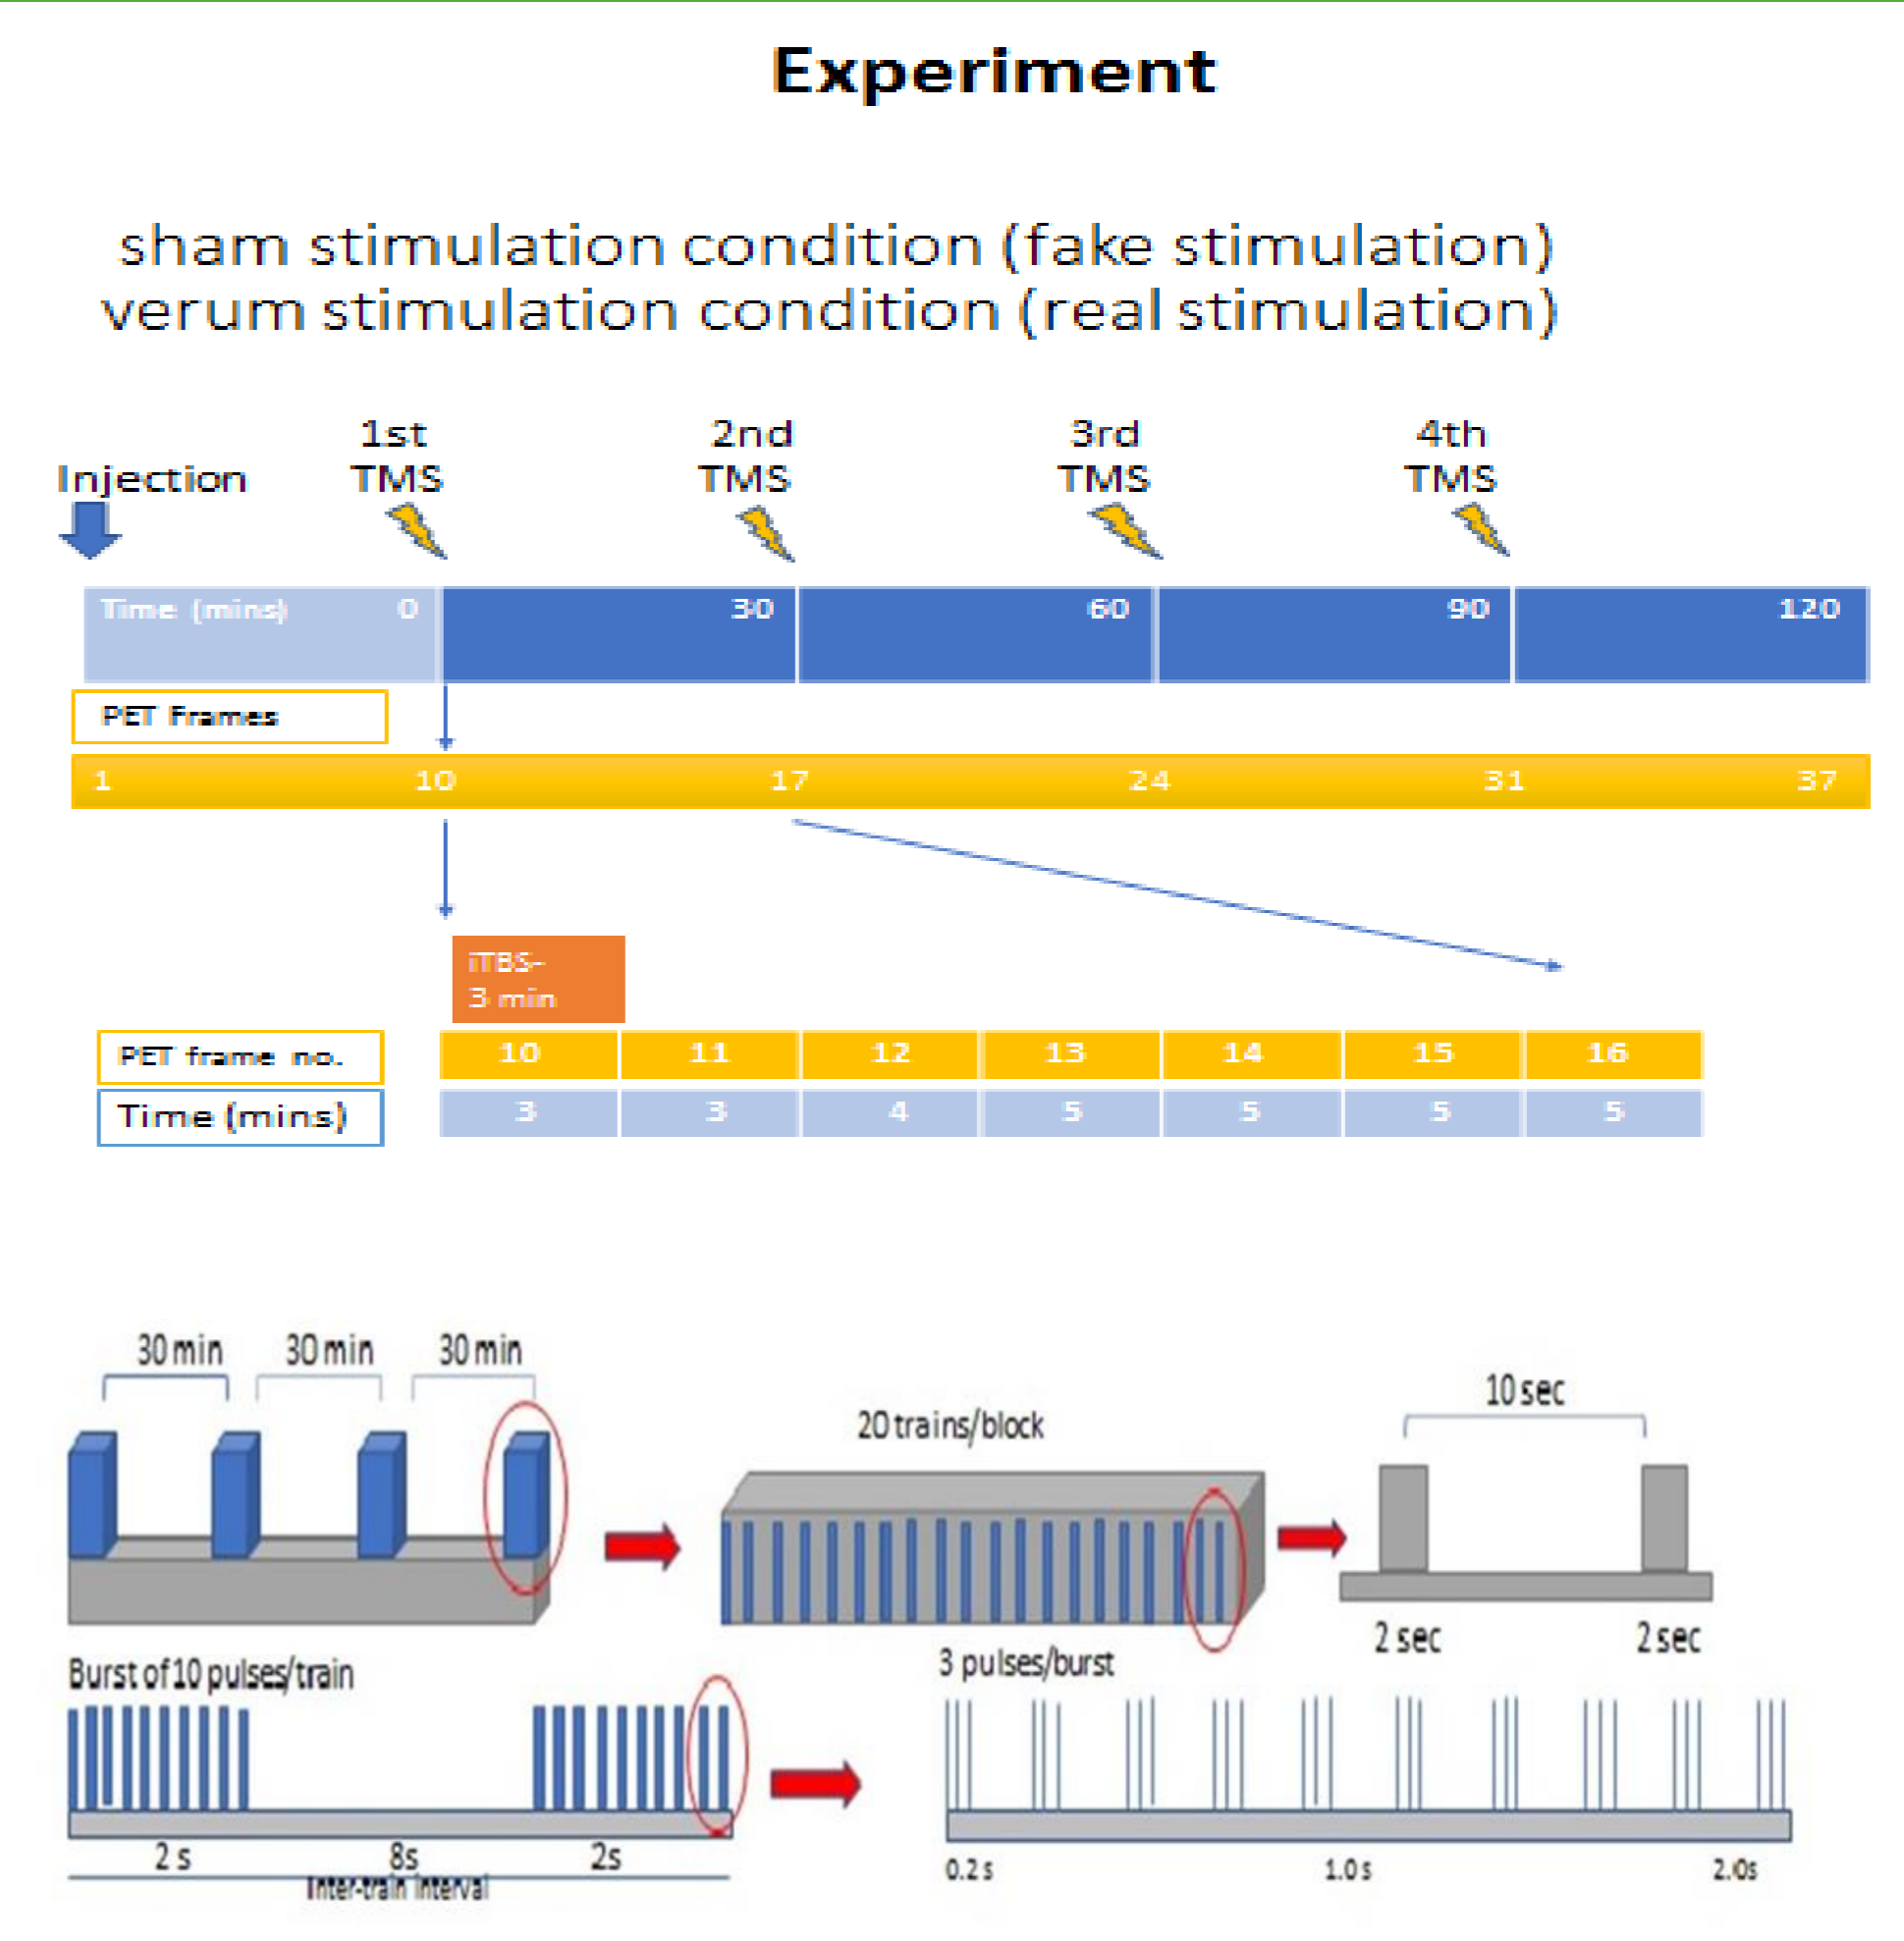 Experiment
sham stimulation condition (fake stimulation)
verum stimulation condition (real stimulation)
1st 2nd 3rd 4th
Injection TMS TMS TMS TMS
Time (mins) 0 30 60 90 120
PET Frames
1 10 17 24 31 37
iTBS-
3 min
PET frame no. 10 11 12 13 14 15 16
Time (mins) 3 3 4 5 5 5 5
30 min 30 min 30 min
10 sec
20 trains/block
2 sec 2 sec
Burst of 10 pulses/train
3 pulses/burst
2 s 8s 2s
Inter-train interval
0.2 s 1.0 s 2.0s